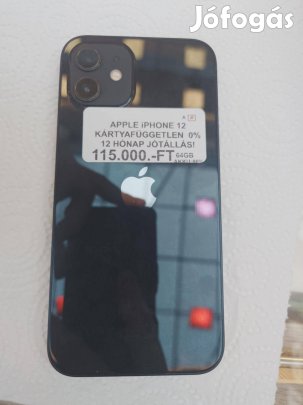 Jófogás
APPLE iPHONE 12
KÁRTYAFÜGGETLEN 0%
12 HÓNAP JÓTÁLLÁS!
115.000.-FT 64GB